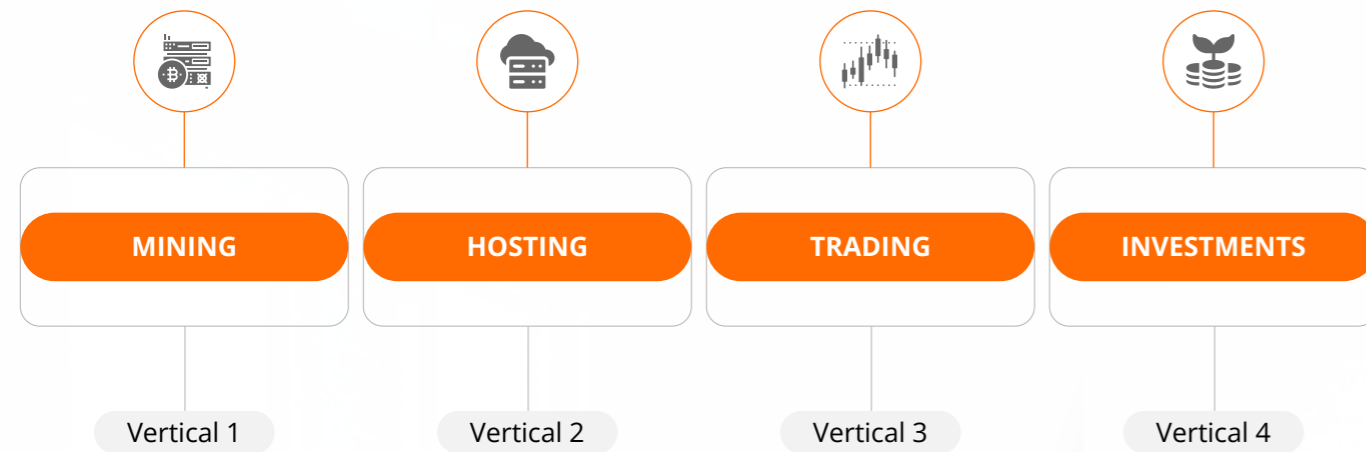 MINING
HOSTING
TRADING
INVESTMENTS
Vertical 1
Vertical 2
Vertical 3
Vertical 4